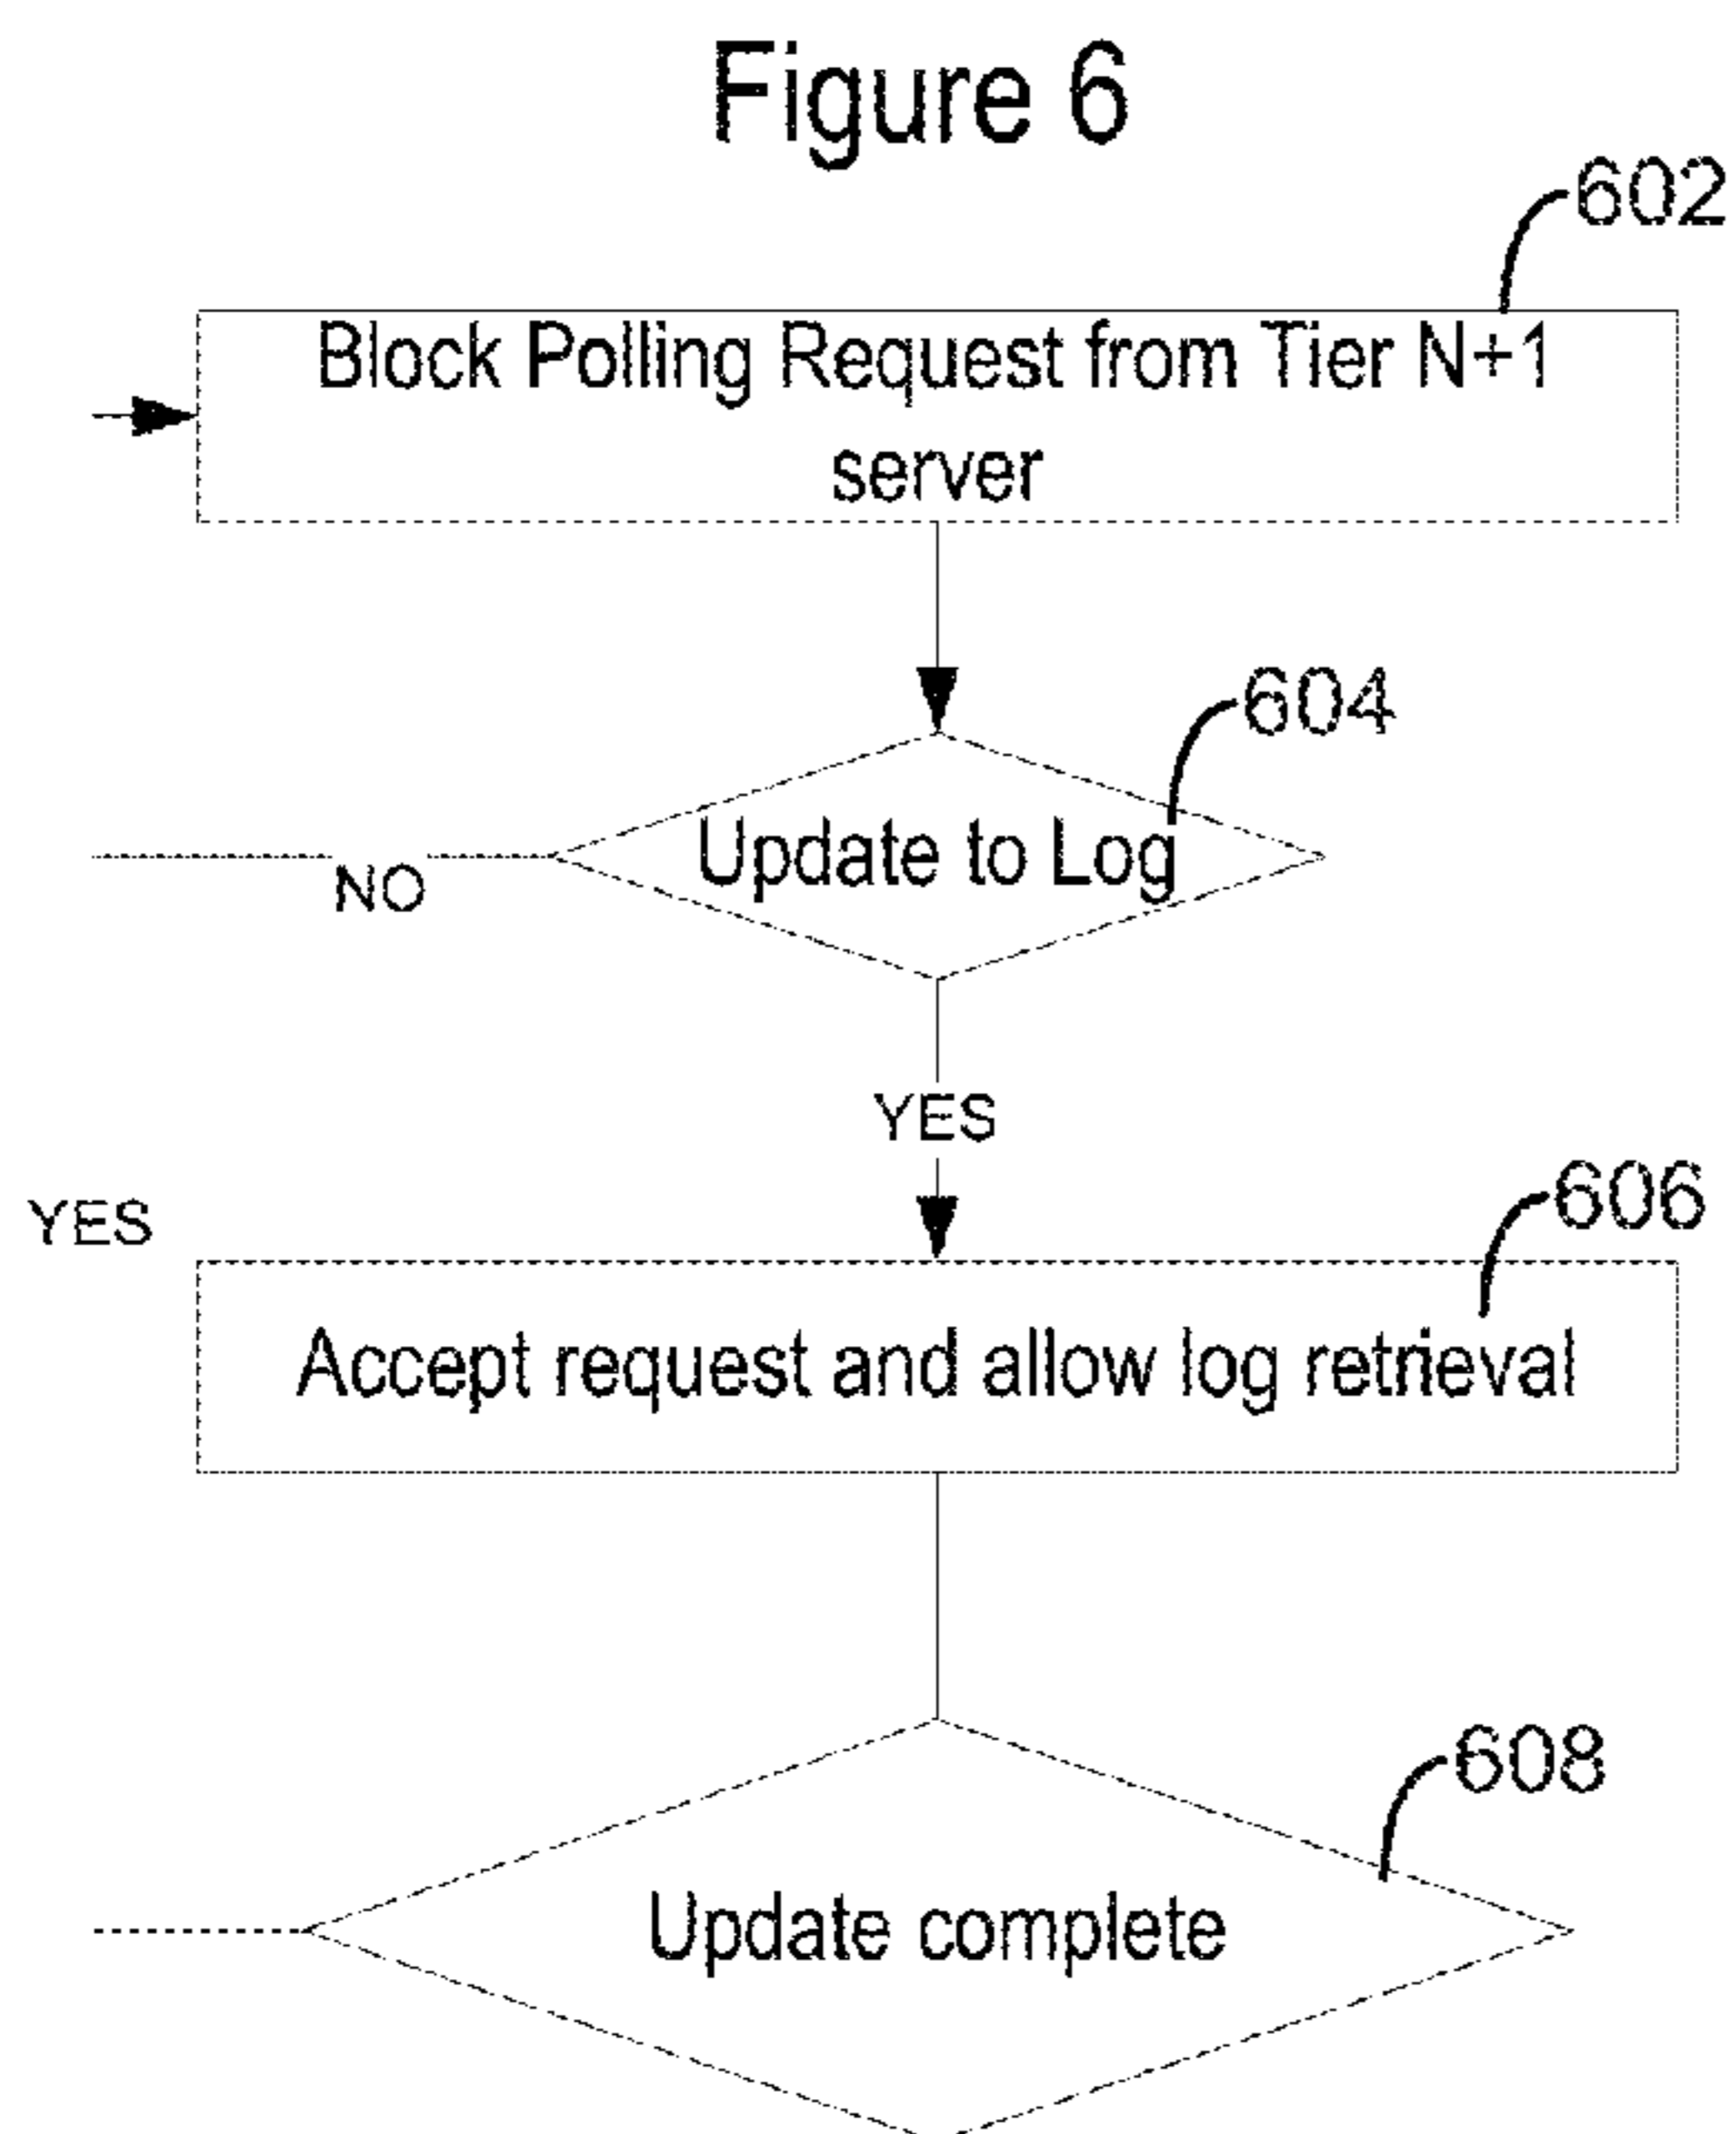 Figure 6
602
Block Polling Request from Tier N+1
server
604
Update to Log
NO
YES
YES
606
Accept request and allow log retrieval
608
Update complete